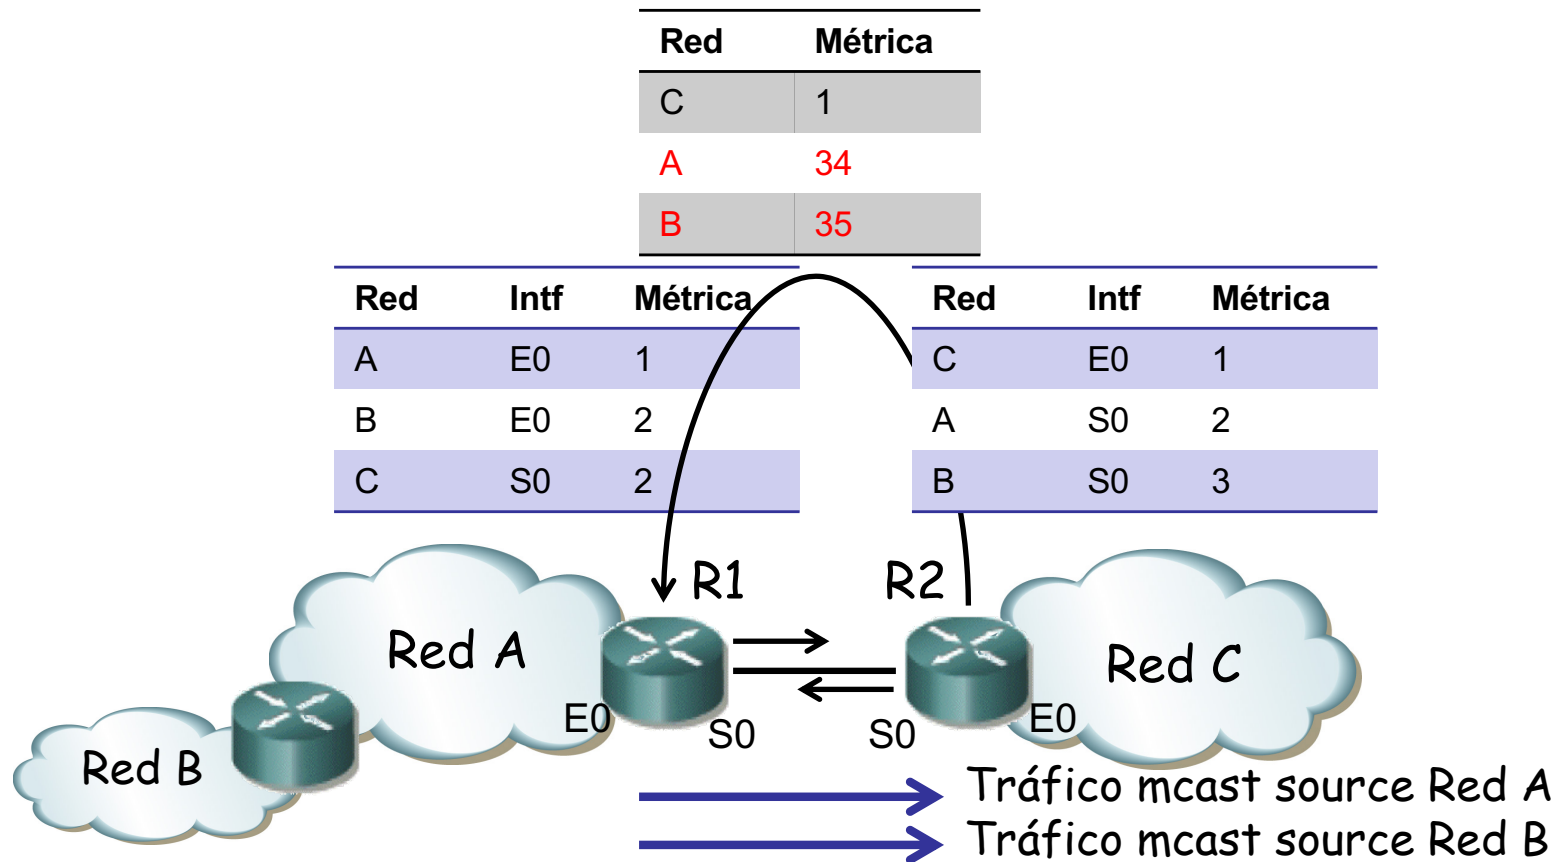 Red Métrica
C 1
A 34
B 35
Red Intf Métrica
A E0 1
B E0 2
C S0 2
Red Intf Métrica
C E0 1
A S0 2
B S0 3
R1
R2
Red A
Red C
E0
S0
S0
E0
Red B
Tráfico mcast source Red A
Tráfico mcast source Red B